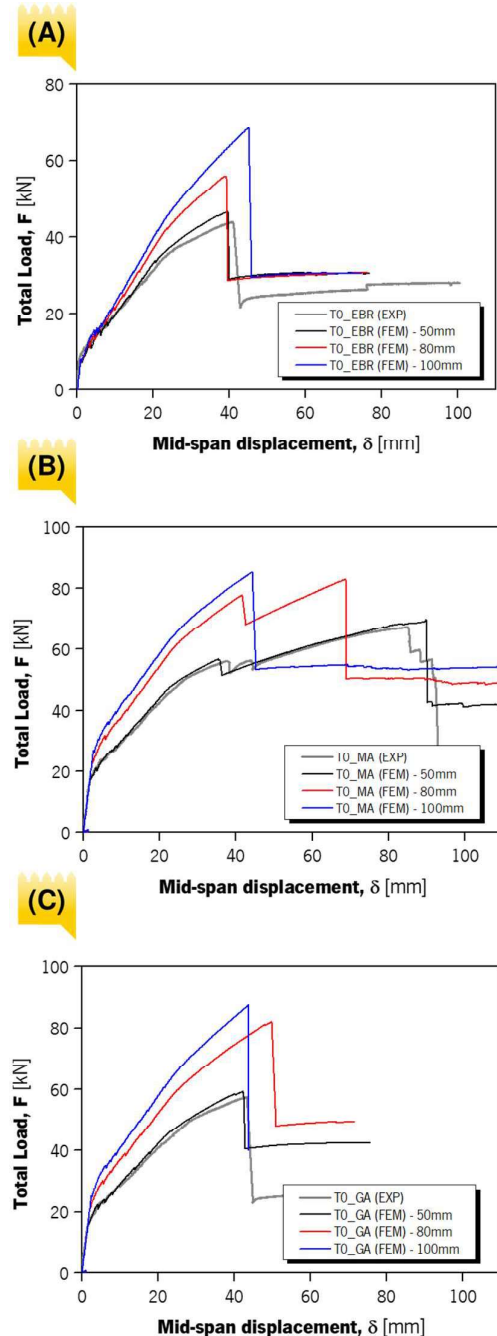 (A)
80
60
40
20
0
Total Load, F [kN]
T0_EBR (EXP)
T0_EBR (FEM) - 50mm
T0_EBR (FEM) - 80mm
T0_EBR (FEM) - 100mm
0 20 40 60 80 100
Mid-span displacement, δ [mm]
(B)
100
80
60
40
20
0
Total Load, F [kN]
T0_MA (EXP)
T0_MA (FEM) - 50mm
T0_MA (FEM) - 80mm
T0_MA (FEM) - 100mm
0 20 40 60 80 100
Mid-span displacement, δ [mm]
(C)
100
80
60
40
20
0
Total Load, F [kN]
T0_GA (EXP)
T0_GA (FEM) - 50mm
T0_GA (FEM) - 80mm
T0_GA (FEM) - 100mm
0 20 40 60 80 100
Mid-span displacement, δ [mm]